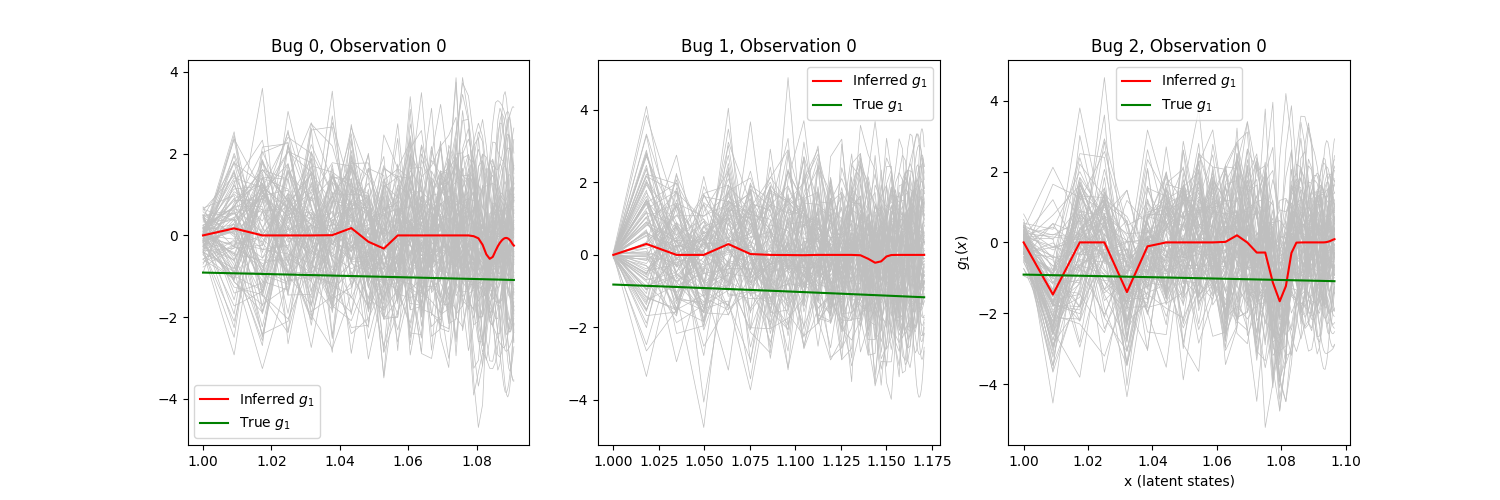 Bug 0, Observation 0
4
2
0
−2
−4
Inferred g₁
True g₁
1.00 1.02 1.04 1.06 1.08
Bug 1, Observation 0
Inferred g₁
True g₁
4
2
0
−2
−4
1.000 1.025 1.050 1.075 1.100 1.125 1.150 1.175
Bug 2, Observation 0
Inferred g₁
True g₁
4
2
0
−2
−4
g₁(x)
1.00 1.02 1.04 1.06 1.08 1.10
x (latent states)